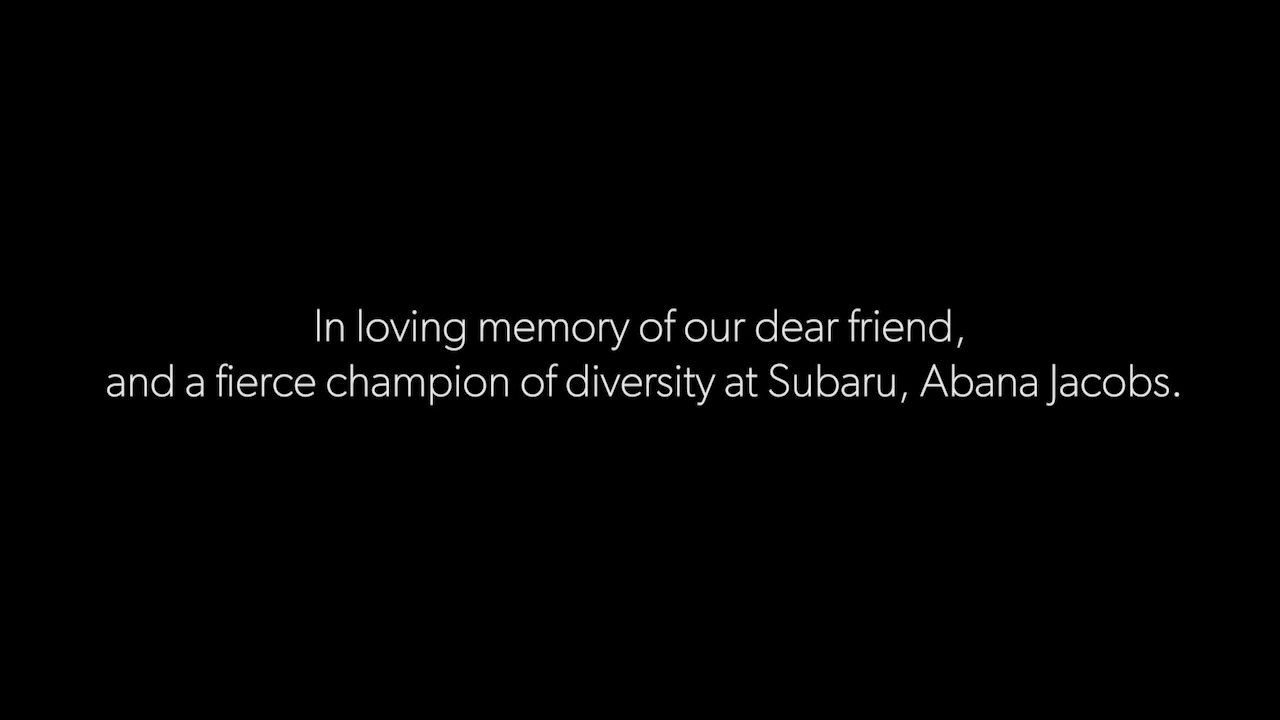 In loving memory of our dear friend,
and a fierce champion of diversity at Subaru, Abana Jacobs.